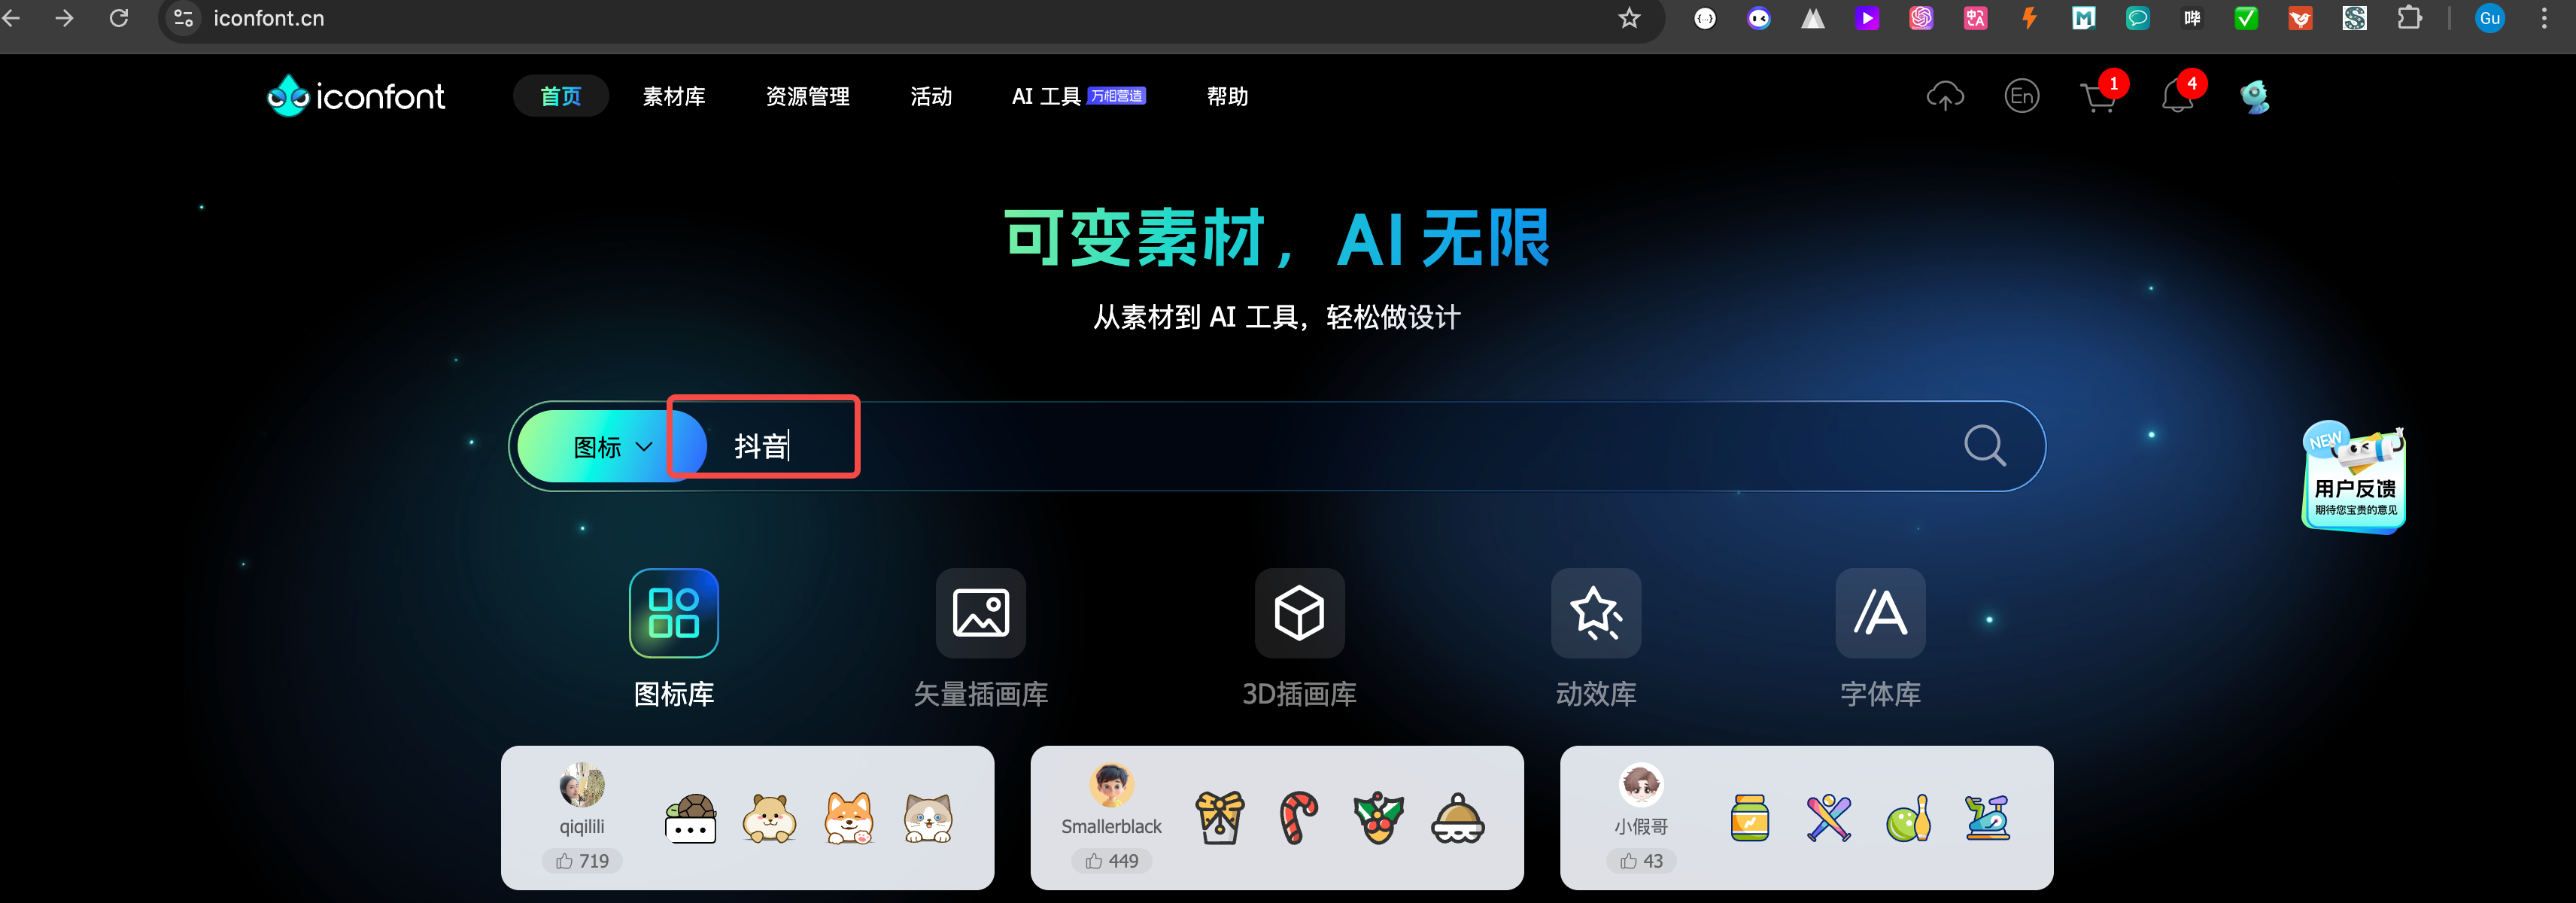 iconfont.cn
Gu
iconfont
首页
素材库
资源管理
活动
AI 工具
万相营造
帮助
En
1
4
可变素材，AI 无限
从素材到 AI 工具，轻松做设计
图标
抖音
NEW
用户反馈
期待您宝贵的意见
图标库
矢量插画库
3D插画库
动效库
字体库
qiqilili
719
Smallerblack
449
小假哥
43